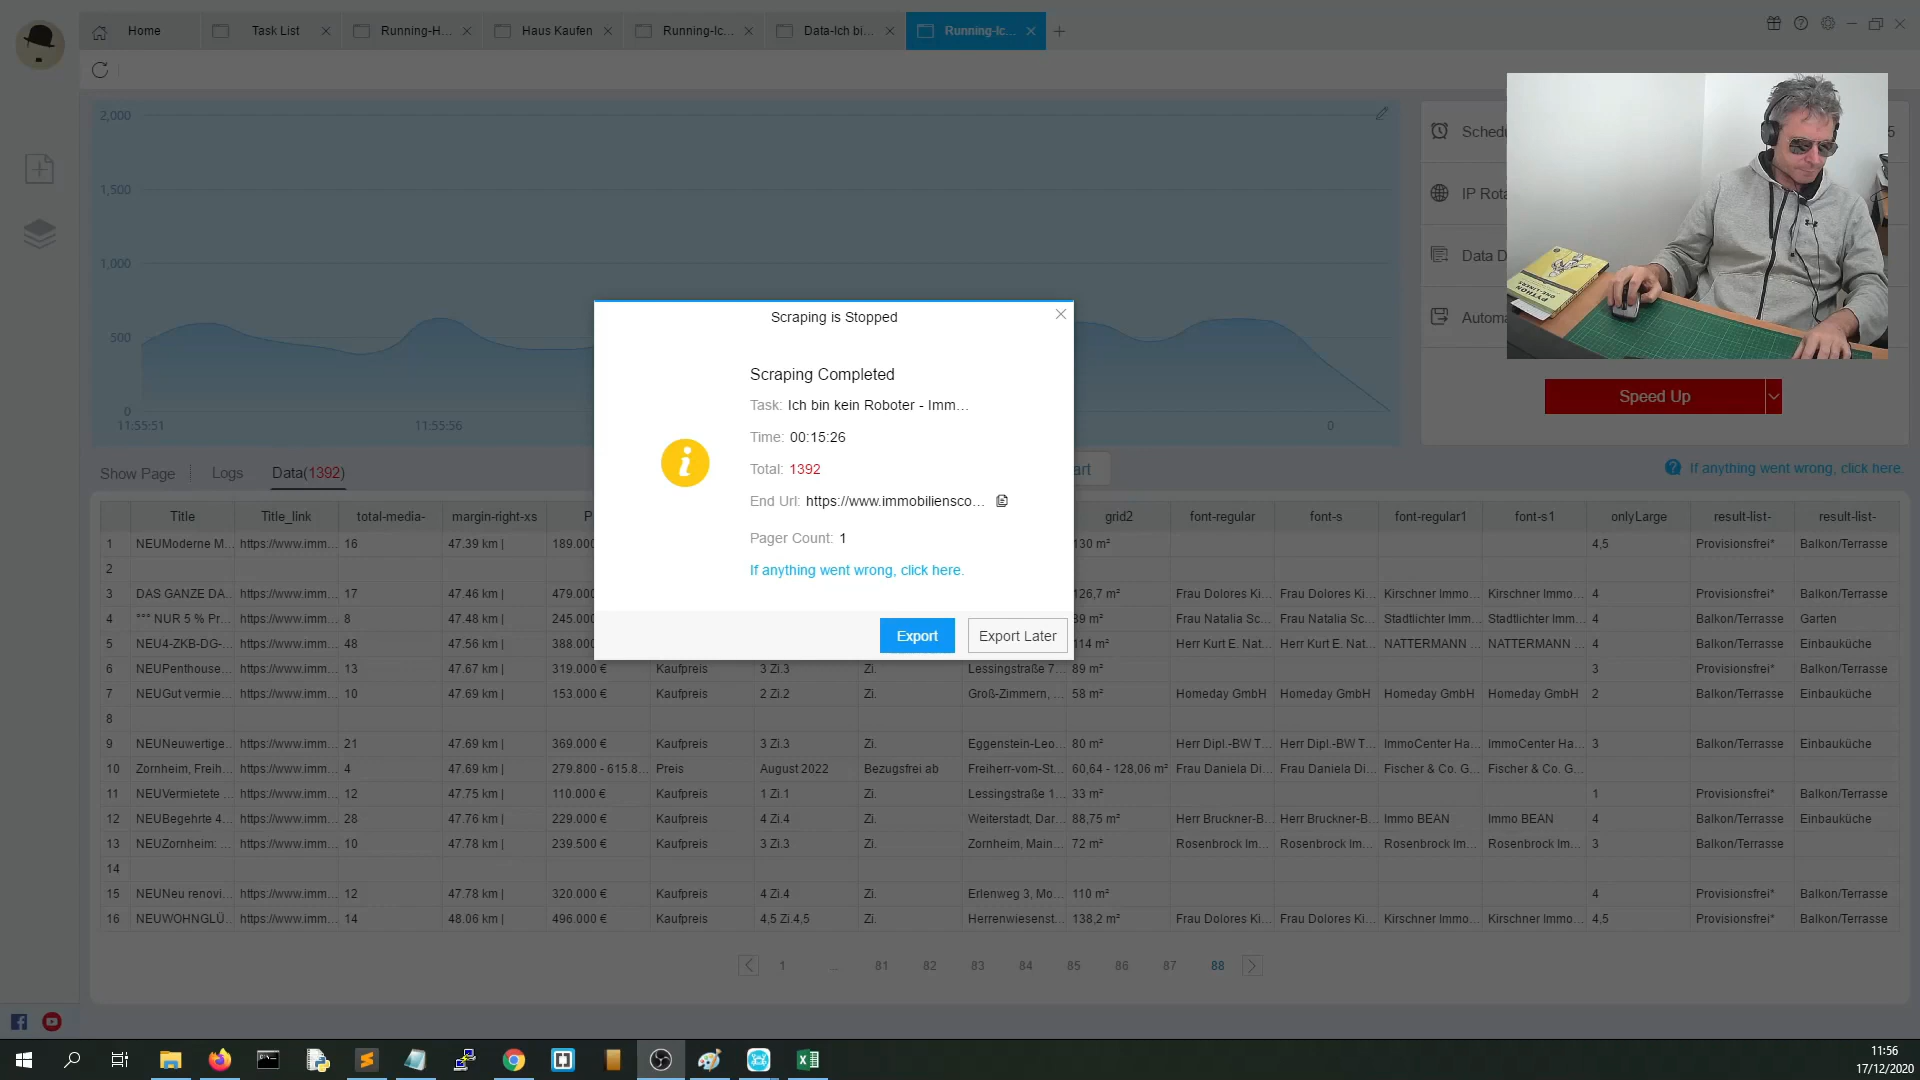 Home
Task List
Running-H...
Haus Kaufen
Running-Ic...
Data-Ich bi...
Running-Ic...
2,000
1,500
1,000
500
0
11:55:51
11:55:56
0
5
IP Rota
Data D
Automa
PYTHON
ONE-LINERS
Speed Up
Scraping is Stopped
Scraping Completed
Task: Ich bin kein Roboter - Imm...
Time: 00:15:26
Total: 1392
End Url: https://www.immobiliensco...
Pager Count: 1
If anything went wrong, click here.
Export
Export Later
Show Page
Logs
Data(1392)
art
If anything went wrong, click here.
Title Title_link total-media- margin-right-xs P grid2 font-regular font-s font-regular1 font-s1 onlyLarge result-list- result-list-
1 NEUModerne M... https://www.imm... 16 47.39 km | 189.000 130 m² 4,5 Provisionsfrei* Balkon/Terrasse
2
3 DAS GANZE DA... https://www.imm... 17 47.46 km | 479.000 126,7 m² Frau Dolores Ki... Frau Dolores Ki... Kirschner Immo... Kirschner Immo... 4 Provisionsfrei* Balkon/Terrasse
4 °°° NUR 5 % Pr... https://www.imm... 8 47.48 km | 245.000 89 m² Frau Natalia Sc... Frau Natalia Sc... Stadtlichter Imm... Stadtlichter Imm... 4 Balkon/Terrasse Garten
5 NEU4-ZKB-DG-... https://www.imm... 48 47.56 km | 388.000 114 m² Herr Kurt E. Nat... Herr Kurt E. Nat... NATTERMANN ... NATTERMANN ... 4 Balkon/Terrasse Einbauküche
6 NEUPenthouse... https://www.imm... 13 47.67 km | 319.000 € Kaufpreis 3 Zi.3 Zi. Lessingstraße 7... 89 m² 3 Provisionsfrei* Balkon/Terrasse
7 NEUGut vermie... https://www.imm... 10 47.69 km | 153.000 € Kaufpreis 2 Zi.2 Zi. Groß-Zimmern, ... 58 m² Homeday GmbH Homeday GmbH Homeday GmbH Homeday GmbH 2 Balkon/Terrasse Einbauküche
8
9 NEUNeuwertige... https://www.imm... 21 47.69 km | 369.000 € Kaufpreis 3 Zi.3 Zi. Eggenstein-Leo... 80 m² Herr Dipl.-BW T... Herr Dipl.-BW T... ImmoCenter Ha... ImmoCenter Ha... 3 Balkon/Terrasse Einbauküche
10 Zornheim, Freih... https://www.imm... 4 47.69 km | 279.800 - 615.8... Preis August 2022 Bezugsfrei ab Freiherr-vom-St... 60,64 - 128,06 m² Frau Daniela Di... Frau Daniela Di... Fischer & Co. G... Fischer & Co. G...
11 NEUVermietete ... https://www.imm... 12 47.75 km | 110.000 € Kaufpreis 1 Zi.1 Zi. Lessingstraße 1... 33 m² 1 Provisionsfrei* Balkon/Terrasse
12 NEUBegehrte 4... https://www.imm... 28 47.76 km | 229.000 € Kaufpreis 4 Zi.4 Zi. Weiterstadt, Dar... 88,75 m² Herr Bruckner-B... Herr Bruckner-B... Immo BEAN Immo BEAN 4 Balkon/Terrasse Einbauküche
13 NEUZornheim: ... https://www.imm... 10 47.78 km | 239.500 € Kaufpreis 3 Zi.3 Zi. Zornheim, Main... 72 m² Rosenbrock Im... Rosenbrock Im... Rosenbrock Im... Rosenbrock Im... 3 Balkon/Terrasse
14
15 NEUNeu renovi... https://www.imm... 12 47.78 km | 320.000 € Kaufpreis 4 Zi.4 Zi. Erlenweg 3, Mo... 110 m² 4 Provisionsfrei* Balkon/Terrasse
16 NEUWOHNGLÜ... https://www.imm... 14 48.06 km | 496.000 € Kaufpreis 4,5 Zi.4,5 Zi. Herrenwiesenst... 138,2 m² Frau Dolores Ki... Frau Dolores Ki... Kirschner Immo... Kirschner Immo... 4,5 Provisionsfrei* Balkon/Terrasse
1 ... 81 82 83 84 85 86 87 88
11:56
17/12/2020